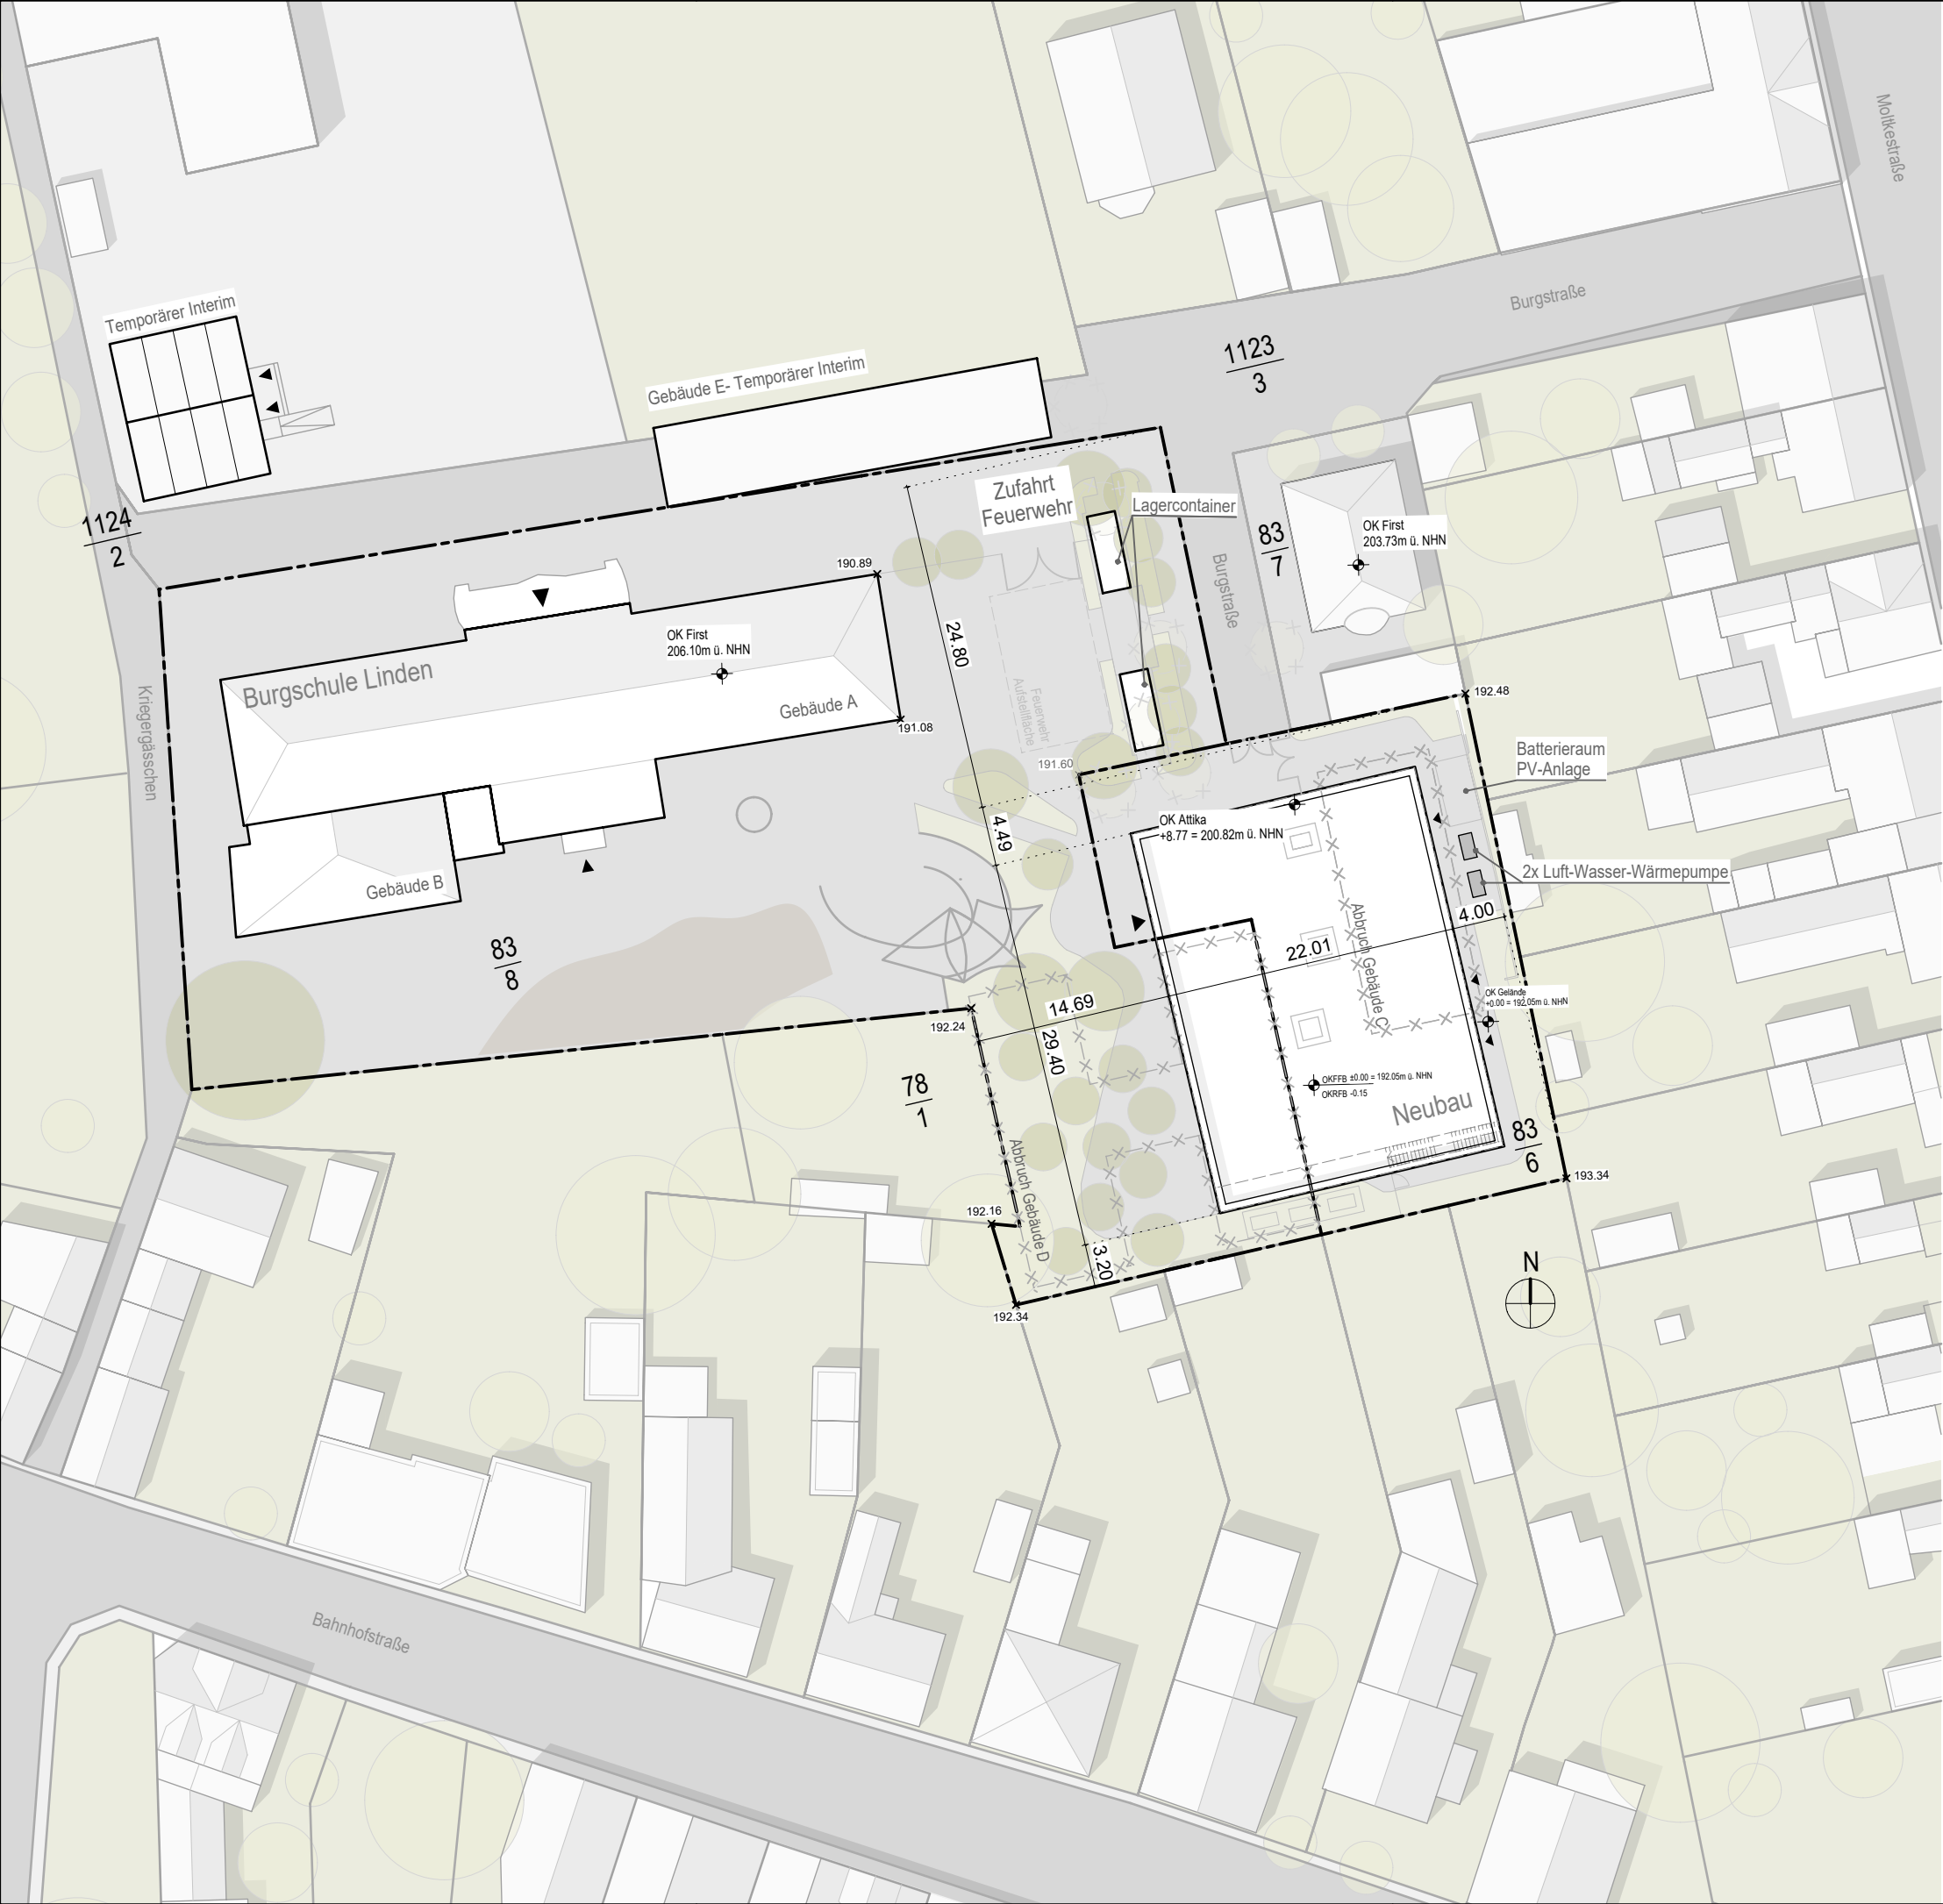 Moltkestraße
Burgstraße
Temporärer Interim
1123
3
Gebäude E- Temporärer Interim
Zufahrt
Feuerwehr
Lagercontainer
1124
2
83
7
OK First
203.73m ü. NHN
190.89
Burgstraße
OK First
206.10m ü. NHN
24.80
Burgschule Linden
Kriegergässchen
Gebäude A
191.08
Feuerwehr
Aufstellfläche
192.48
191.60
Batterieraum
PV-Anlage
OK Attika
+8.77 = 200.82m ü. NHN
4.49
2x Luft-Wasser-Wärmepumpe
Gebäude B
4.00
83
8
22.01
Abbruch Gebäude C
14.69
OK Gelände
+0.00 = 192,05m ü. NHN
192.24
29.40
78
1
OKFFB ±0.00 = 192.05m ü. NHN
OKRFB -0.15
Neubau
83
6
193.34
Abbruch Gebäude D
192.16
3.20
N
192.34
Bahnhofstraße